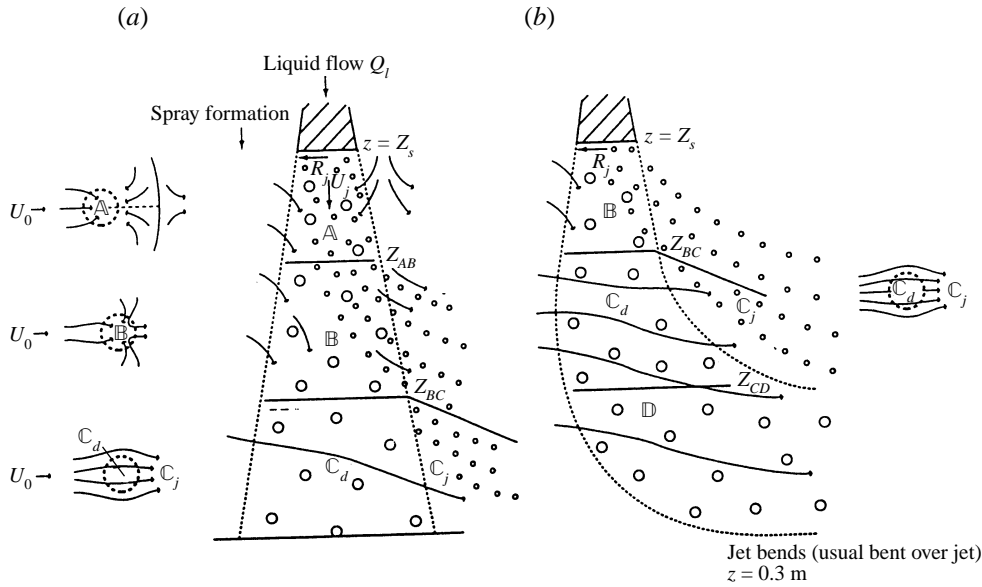 (a)
(b)
Liquid flow Q_l
Spray formation
z = Z_s
R_j
U_j
𝔸
U_0
𝔸
Z_AB
𝔹
U_0
𝔹
Z_BC
ℂ_d
U_0
ℂ_j
ℂ_d
ℂ_j
z = Z_s
R_j
𝔹
Z_BC
ℂ_d
ℂ_j
Z_CD
𝔻
ℂ_d
ℂ_j
Jet bends (usual bent over jet)
z = 0.3 m